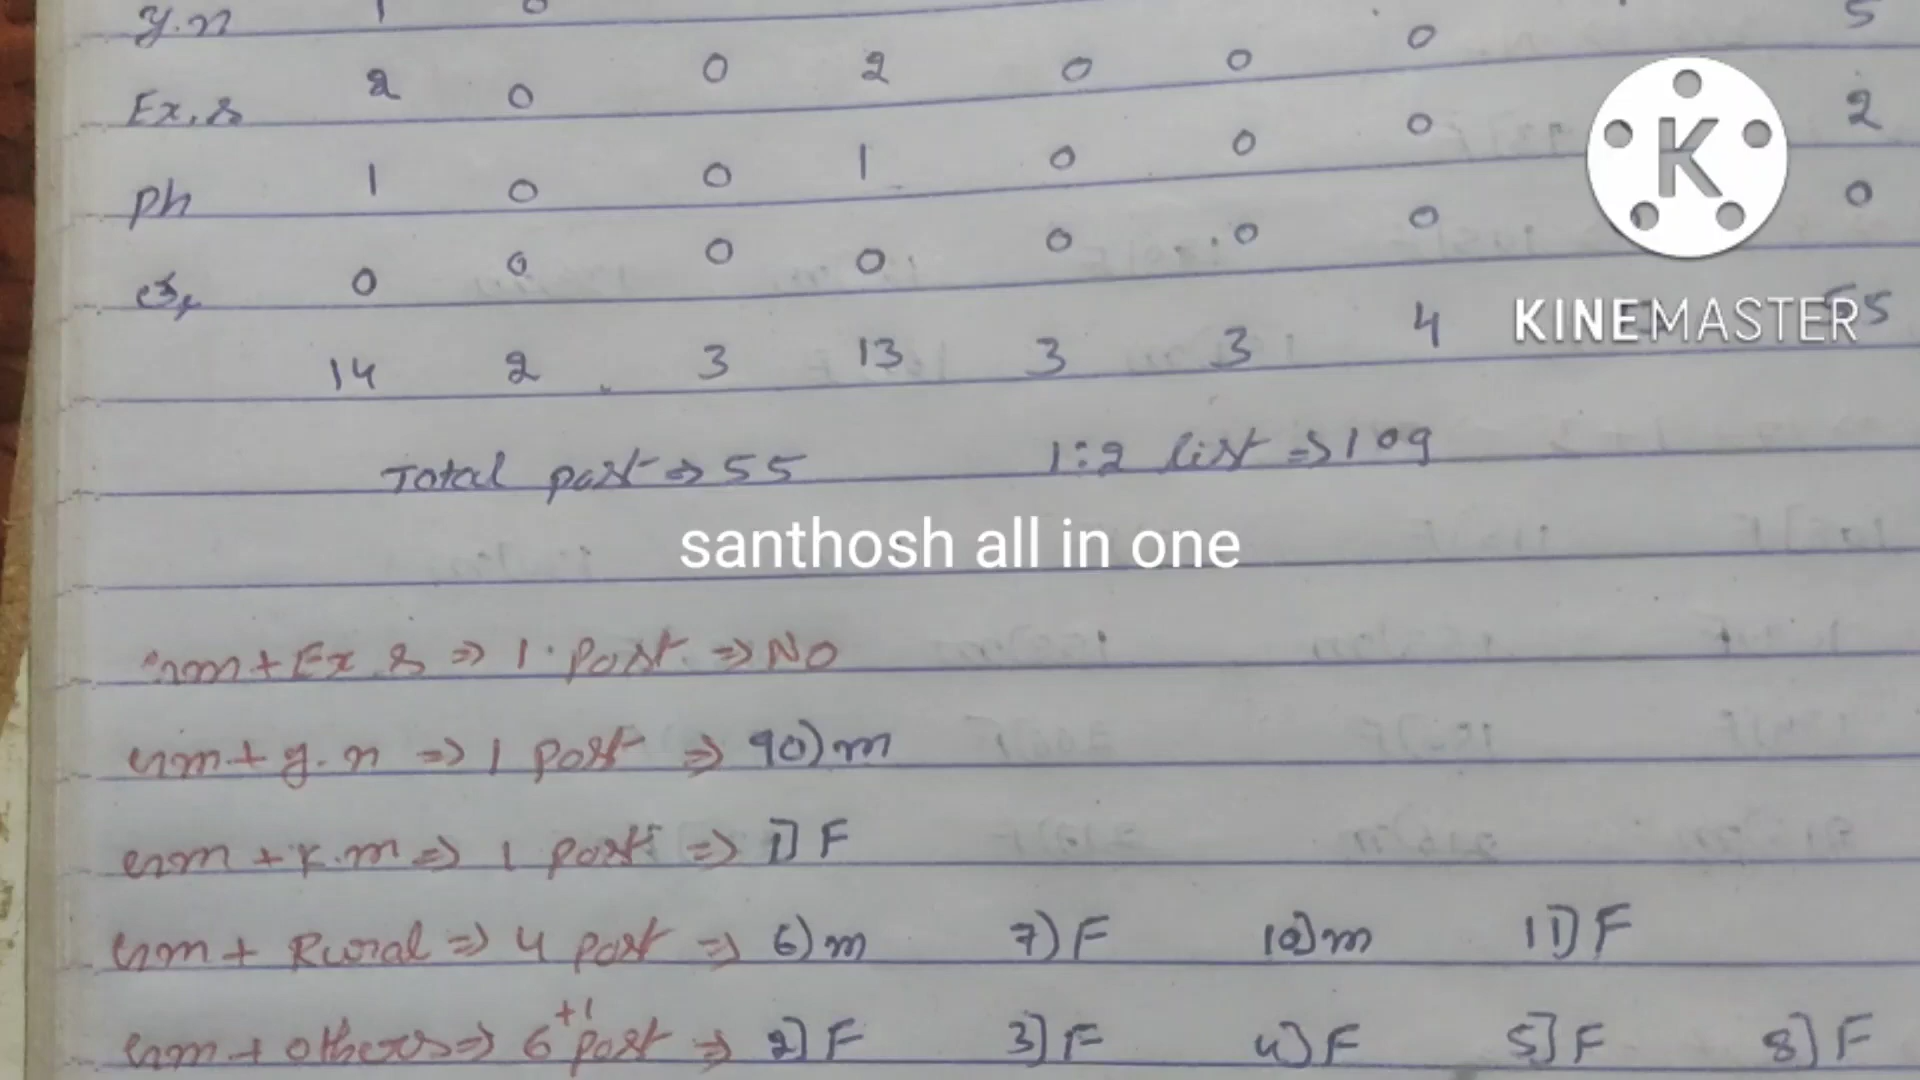 y.n 1 0 5
Ex.s 2 0 0 2 0 0 0 2
ph 1 0 0 1 0 0 0 0
0 0 0 0 0 0 0
14 2 3 13 3 3 4 55
KINEMASTER
Total post => 55 1:2 list => 109
santhosh all in one
+ Ex.s => 1 post => NO
+ y.n => 1 post => 90) m
+ K.m => 1 post => 1] F
+ Rural => 4 post => 6) m 7) F 10) m 11) F
+ others => 6 +1 post => 2] F 3] F 4] F 5] F 8] F